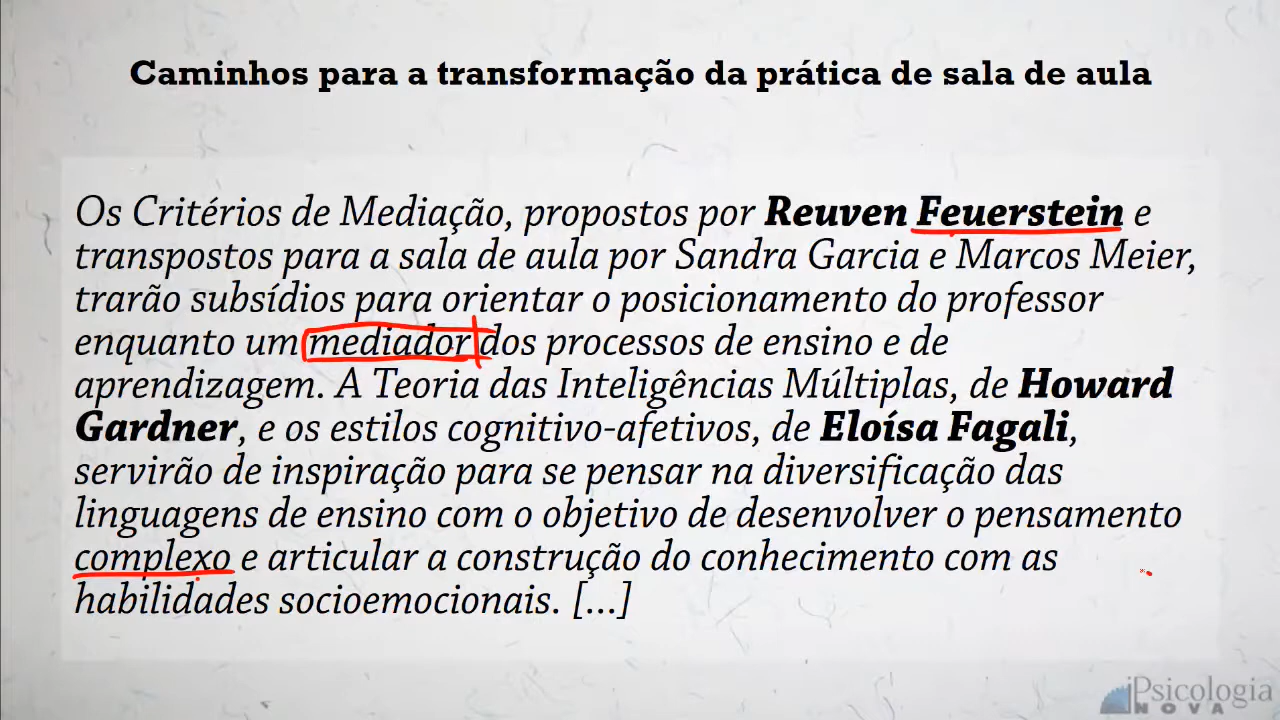 Caminhos para a transformação da prática de sala de aula
Os Critérios de Mediação, propostos por Reuven Feuerstein e
transpostos para a sala de aula por Sandra Garcia e Marcos Meier,
trarão subsídios para orientar o posicionamento do professor
enquanto um mediador dos processos de ensino e de
aprendizagem. A Teoria das Inteligências Múltiplas, de Howard
Gardner, e os estilos cognitivo-afetivos, de Eloísa Fagali,
servirão de inspiração para se pensar na diversificação das
linguagens de ensino com o objetivo de desenvolver o pensamento
complexo e articular a construção do conhecimento com as
habilidades socioemocionais. [...]
Psicologia
NOVA